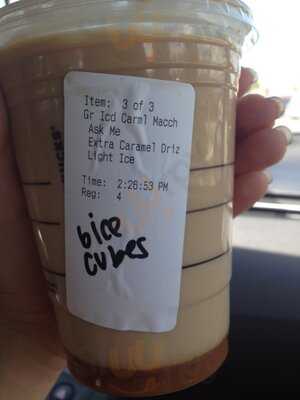 Item: 3 of 3
Gr Icd Carml Macch
Ask Me
Extra Caramel Driz
Light Ice
Time: 2:26:53 PM
Reg: 4
6 ice
cubes